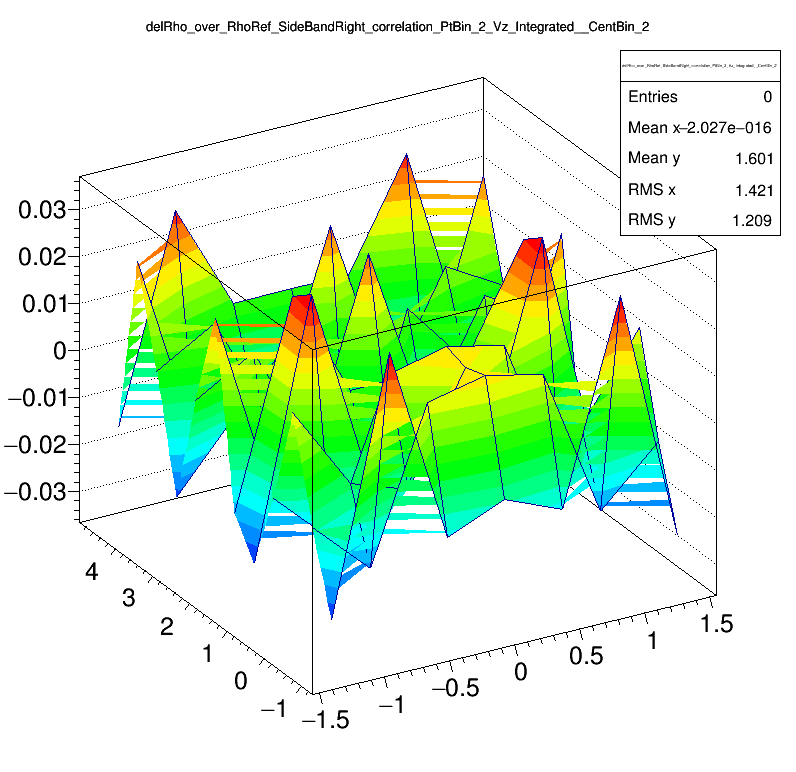 delRho_over_RhoRef_SideBandRight_correlation_PtBin_2_Vz_Integrated__CentBin_2
delRho_over_RhoRef_SideBandRight_correlation_PtBin_2_Vz_Integrated__CentBin_2
Entries 0
Mean x−2.027e−016
Mean y 1.601
RMS x 1.421
RMS y 1.209
0.03
0.02
0.01
0
−0.01
−0.02
−0.03
4
3
2
1
0
−1
−1.5
−1
−0.5
0
0.5
1
1.5